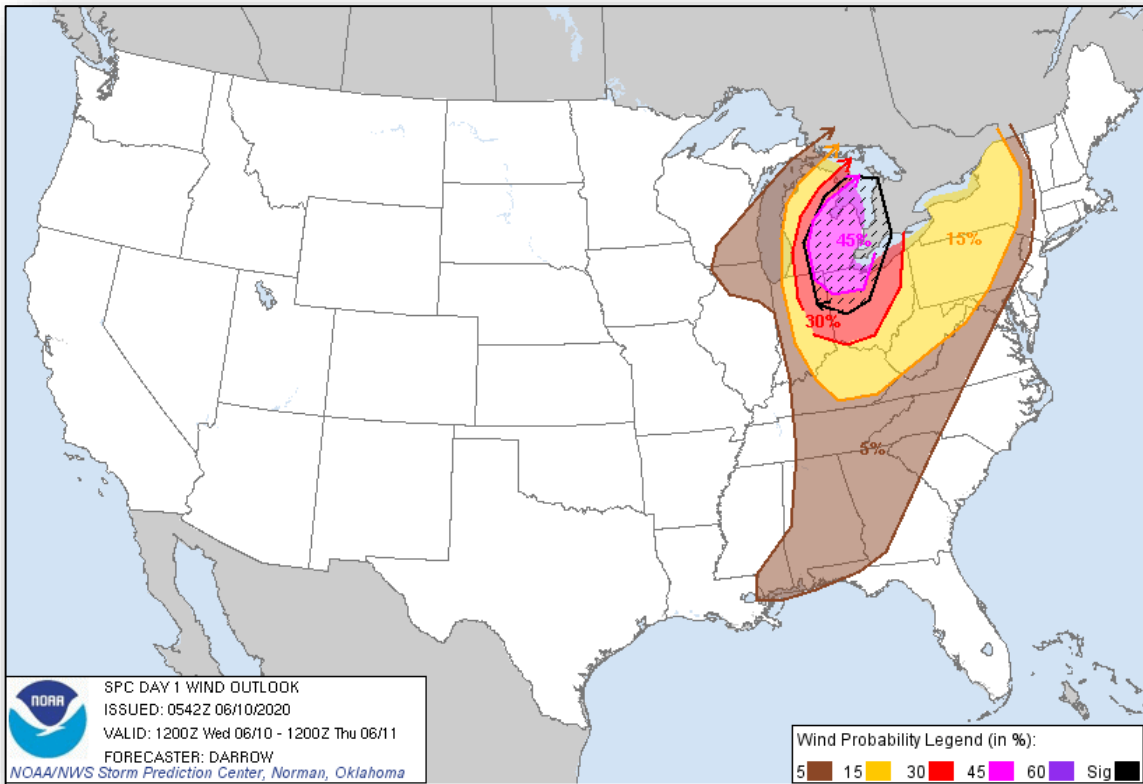 45%
15%
30%
5%
NOAA
SPC DAY 1 WIND OUTLOOK
ISSUED: 0542Z 06/10/2020
VALID: 1200Z Wed 06/10 - 1200Z Thu 06/11
FORECASTER: DARROW
NOAA/NWS Storm Prediction Center, Norman, Oklahoma
Wind Probability Legend (in %):
5 15 30 45 60 Sig